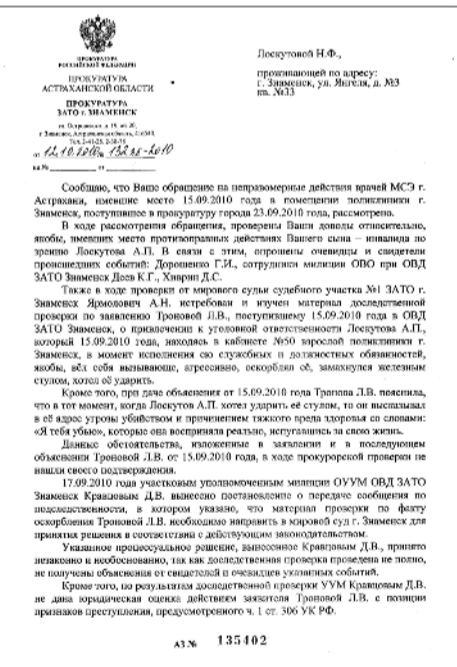 ПРОКУРАТУРА
РОССИЙСКОЙ ФЕДЕРАЦИИ
ПРОКУРАТУРА
АСТРАХАНСКОЙ ОБЛАСТИ
ПРОКУРАТУРА
ЗАТО г. ЗНАМЕНСК
Лоскутовой Н.Ф.,
проживающей по адресу:
г. Знаменск, ул. Янгеля, д. №3
кв. №33
от 12.10.2010 №
на №
Сообщаю, что Ваше обращение на неправомерные действия врачей МСЭ г.
Астрахани, имевшие место 15.09.2010 года в помещении поликлиники г.
Знаменск, поступившее в прокуратуру города 23.09.2010 года, рассмотрено.
В ходе рассмотрения обращения, проверены Ваши доводы относительно,
якобы, имевших место противоправных действиях Вашего сына – инвалида по
зрению Лоскутова А.П. В связи с этим, опрошены очевидцы и свидетели
происшедших событий: Дорошенко Г.И., сотрудники милиции ОВО при ОВД
ЗАТО Знаменск Доев К.Г., Хиврин Д.С.
Также в ходе проверки от мирового судьи судебного участка №1 ЗАТО г.
Знаменск Ярмолович А.Н. истребован и изучен материал доследственной
проверки по заявлению Троновой Л.В., поступившему 15.09.2010 года в ОВД
ЗАТО Знаменск, о привлечении к уголовной ответственности Лоскутова А.П.,
который 15.09.2010 года, находясь в кабинете №50 взрослой поликлиники г.
Знаменск, в момент исполнения ею служебных и должностных обязанностей,
якобы, вёл себя вызывающе, агрессивно, оскорблял её, замахнулся железным
стулом, хотел её ударить.
Кроме того, при даче объяснения от 15.09.2010 года Тронова Л.В. пояснила,
что в тот момент, когда Лоскутов А.П. хотел ударить её стулом, то он высказывал
в её адрес угрозы убийством и причинением тяжкого вреда здоровья со словами:
«Я тебя убью», которые она восприняла реально, испугавшись за свою жизнь.
Данные обстоятельства, изложенные в заявлении и в последующем
объяснении Троновой Л.В. от 15.09.2010 года, в ходе прокурорской проверки не
нашли своего подтверждения.
17.09.2010 года участковым уполномоченным милиции ОУУМ ОВД ЗАТО
Знаменск Кравцовым Д.В. вынесено постановление о передаче сообщения по
подследственности, в котором указано, что материал проверки по факту
оскорбления Троновой Л.В. необходимо направить в мировой суд г. Знаменск для
принятия решения в соответствии с действующим законодательством.
Указанное процессуальное решение, вынесенное Кравцовым Д.В., принято
незаконно и необоснованно, так как доследственная проверка проведена не полно,
не получены объяснения от свидетелей и очевидцев указанных событий.
Кроме того, по результатам доследственной проверки УУМ Кравцовым Д.В.
не дана юридическая оценка действиям заявителя Троновой Л.В. с позиции
признаков преступления, предусмотренного ч. 1 ст. 306 УК РФ.
АЗ № 135402